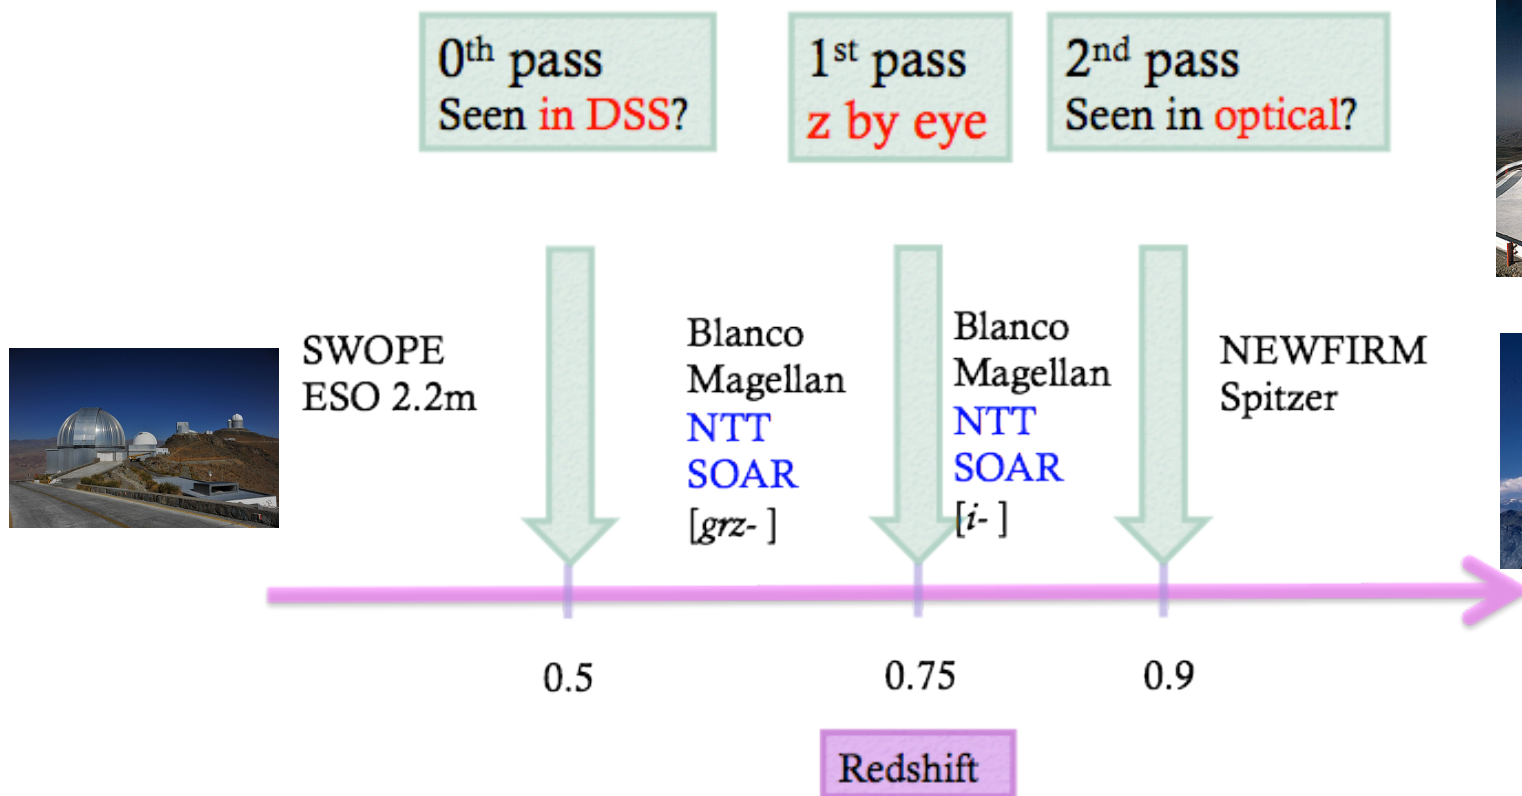 0th pass
Seen in DSS?
1st pass
z by eye
2nd pass
Seen in optical?
SWOPE
ESO 2.2m
Blanco
Magellan
NTT
SOAR
[grz- ]
Blanco
Magellan
NTT
SOAR
[i- ]
NEWFIRM
Spitzer
0.5
0.75
0.9
Redshift